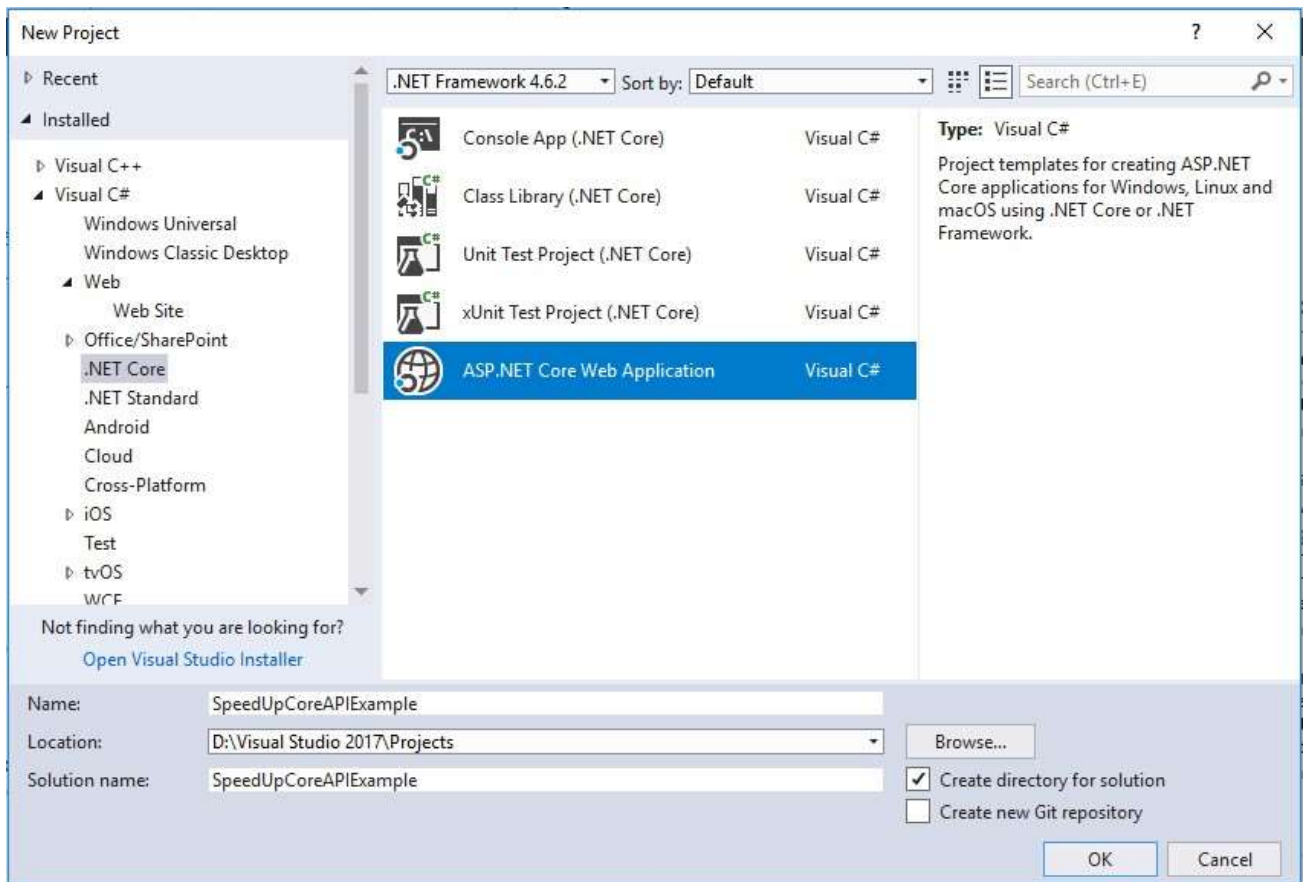 New Project
?
Recent
Installed
Visual C++
Visual C#
Windows Universal
Windows Classic Desktop
Web
Web Site
Office/SharePoint
.NET Core
.NET Standard
Android
Cloud
Cross-Platform
iOS
Test
tvOS
WCF
Not finding what you are looking for?
Open Visual Studio Installer
.NET Framework 4.6.2 Sort by: Default
Search (Ctrl+E)
Console App (.NET Core) Visual C#
Class Library (.NET Core) Visual C#
Unit Test Project (.NET Core) Visual C#
xUnit Test Project (.NET Core) Visual C#
ASP.NET Core Web Application Visual C#
Type: Visual C#
Project templates for creating ASP.NET
Core applications for Windows, Linux and
macOS using .NET Core or .NET
Framework.
Name: SpeedUpCoreAPIExample
Location: D:\Visual Studio 2017\Projects
Browse...
Solution name: SpeedUpCoreAPIExample
Create directory for solution
Create new Git repository
OK Cancel